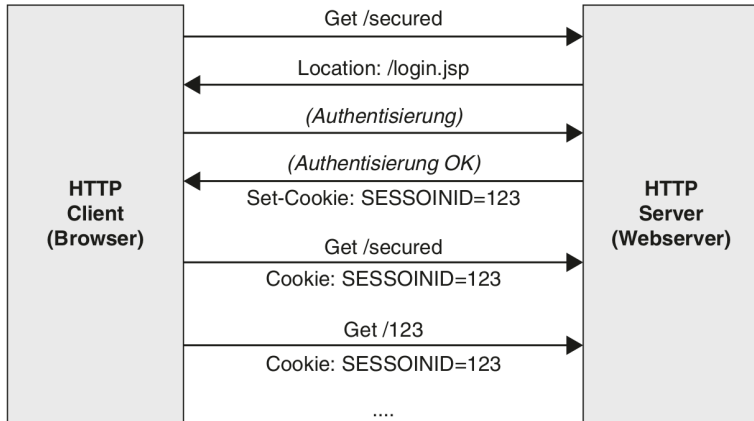 Get /secured
Location: /login.jsp
(Authentisierung)
(Authentisierung OK)
Set-Cookie: SESSOINID=123
HTTP
Client
(Browser)
HTTP
Server
(Webserver)
Get /secured
Cookie: SESSOINID=123
Get /123
Cookie: SESSOINID=123
....